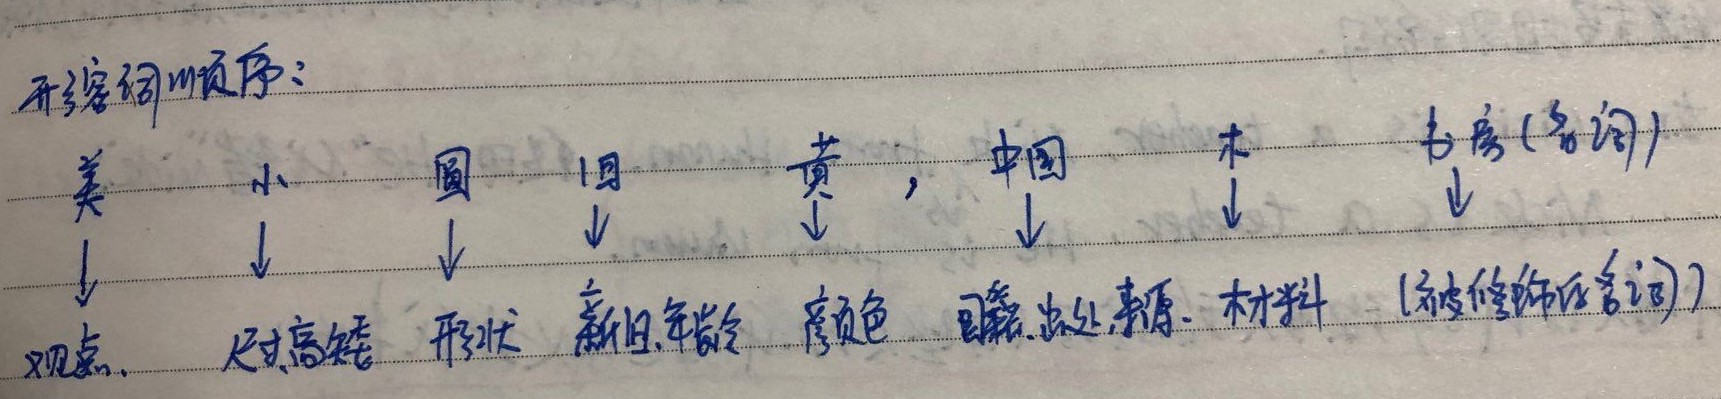 形容词顺序：
美 小 圆 旧 黄， 中国 木 书房（名词）
↓ ↓ ↓ ↓ ↓ ↓ ↓ ↓
观点. 尺寸.高矮 形状 新旧.年龄 颜色 国籍.出处.来源. 材料 （被修饰的名词）